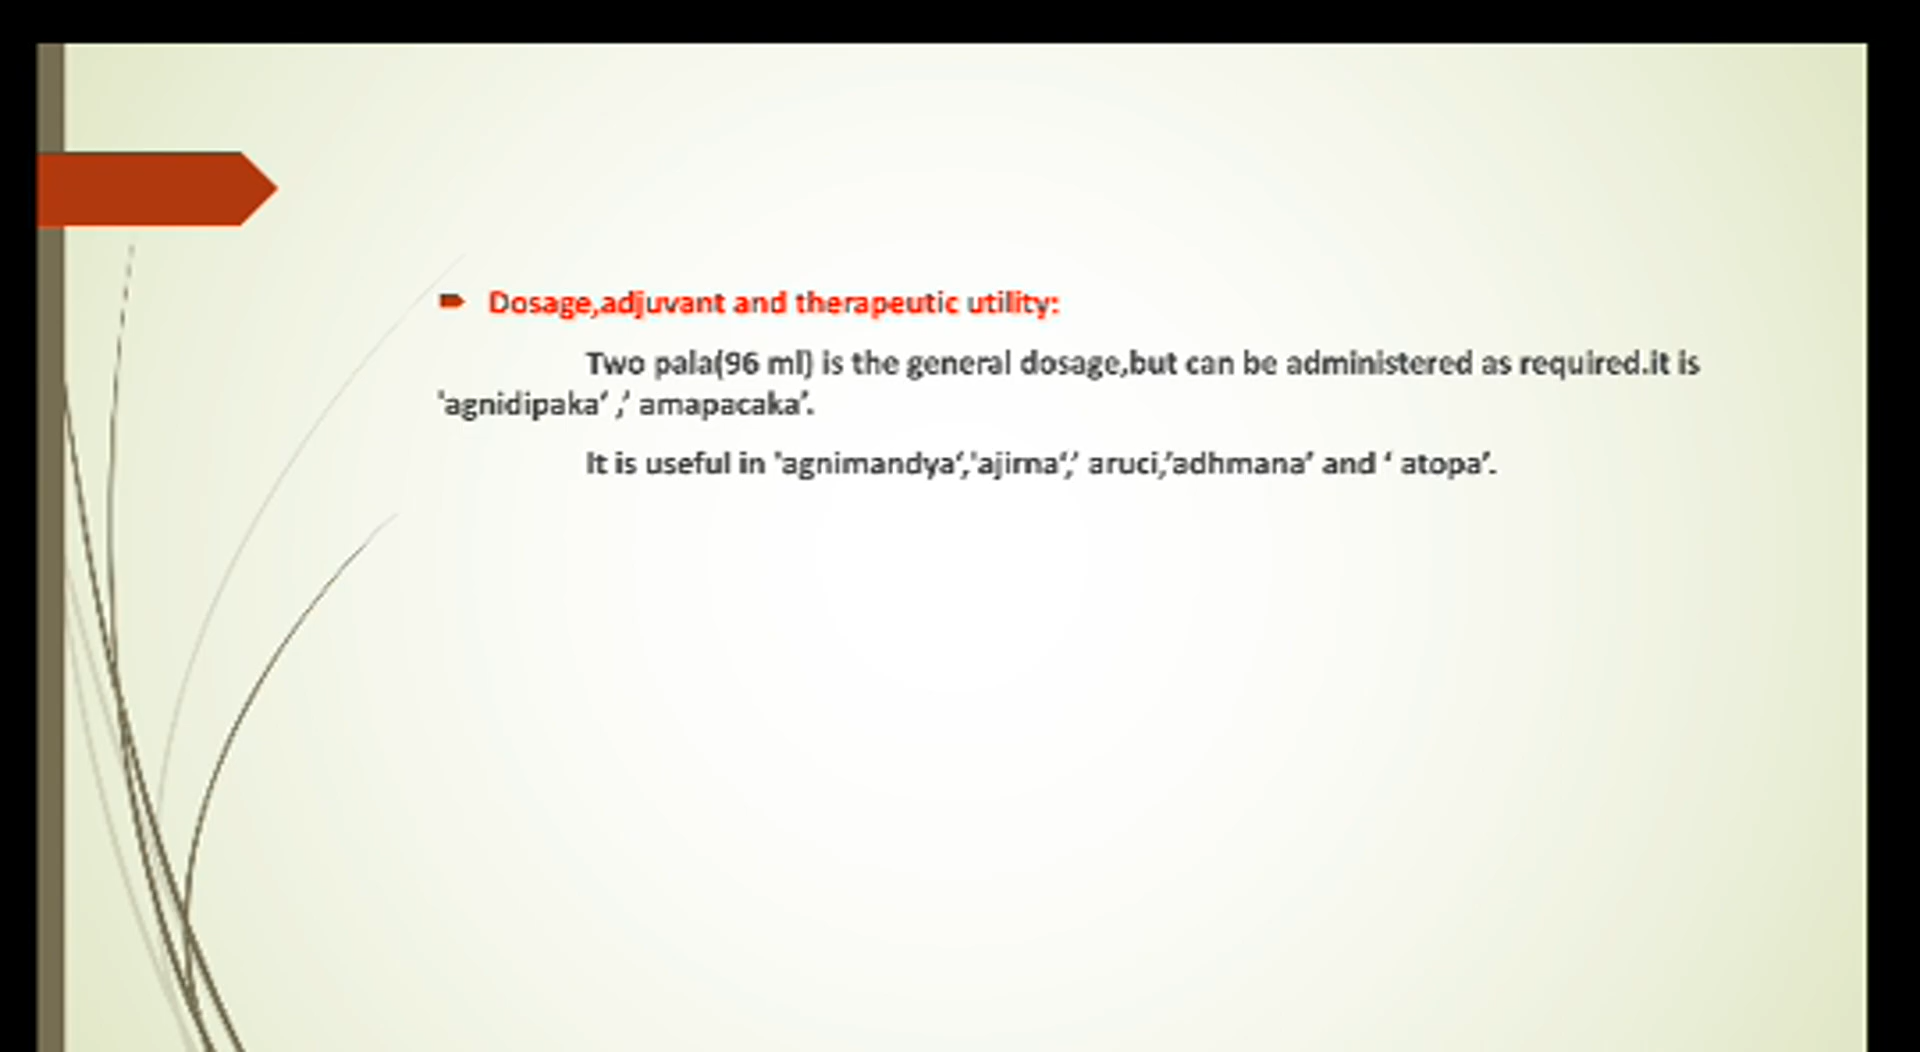 Dosage,adjuvant and therapeutic utility:
Two pala(96 ml) is the general dosage,but can be administered as required.it is
'agnidipaka‘ ,’ amapacaka’.
It is useful in 'agnimandya‘,'ajirna‘,’ aruci,’adhmana’ and ‘ atopa’.